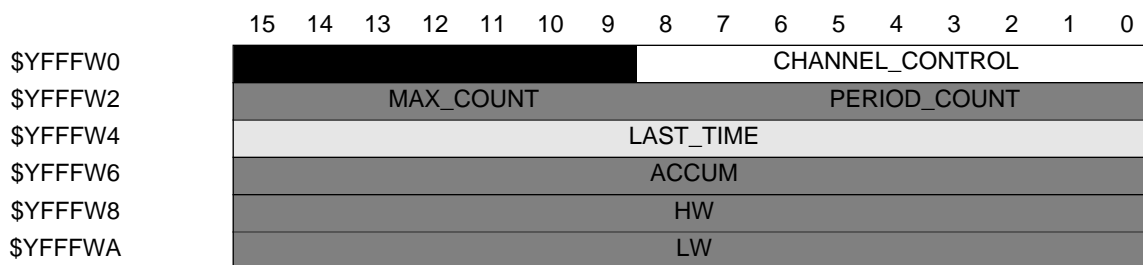 15 14 13 12 11 10 9 8 7 6 5 4 3 2 1 0
$YFFFW0 CHANNEL_CONTROL
$YFFFW2 MAX_COUNT PERIOD_COUNT
$YFFFW4 LAST_TIME
$YFFFW6 ACCUM
$YFFFW8 HW
$YFFFWA LW